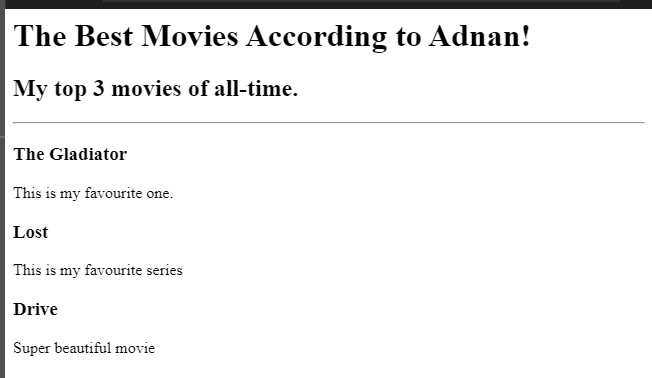 The Best Movies According to Adnan!
My top 3 movies of all-time.
The Gladiator
This is my favourite one.
Lost
This is my favourite series
Drive
Super beautiful movie